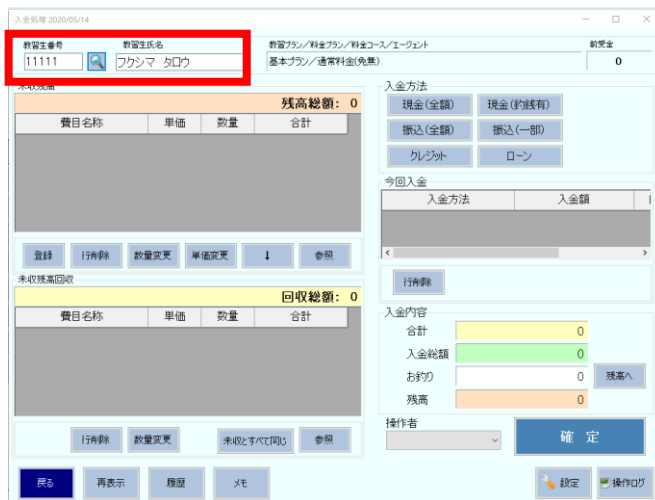 入金処理 2020/05/14
教習生番号 教習生氏名 教習プラン/料金プラン/料金コース/エージェント 前受金
11111 フクシマ タロウ 基本プラン/通常料金(免無) 0
未収残高
残高総額: 0
費目名称 単価 数量 合計
登録 行削除 数量変更 単価変更 ↓ 参照
未収残高回収
回収総額: 0
費目名称 単価 数量 合計
行削除 数量変更 未収とすべて同じ 参照
入金方法
現金(全額) 現金(釣銭有)
振込(全額) 振込(一部)
クレジット ローン
今回入金
入金方法 入金額
行削除
入金内容
合計 0
入金総額 0
お釣り 0 残高へ
残高 0
操作者
確 定
戻る 再表示 履歴 メモ 設定 操作ログ